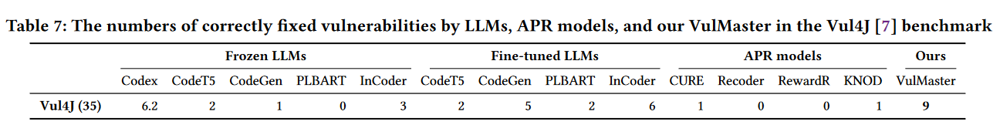 Table 7: The numbers of correctly fixed vulnerabilities by LLMs, APR models, and our VulMaster in the Vul4J [7] benchmark
Frozen LLMs Fine-tuned LLMs APR models Ours
Codex CodeT5 CodeGen PLBART InCoder CodeT5 CodeGen PLBART InCoder CURE Recoder RewardR KNOD VulMaster
Vul4J (35) 6.2 2 1 0 3 2 5 2 6 1 0 0 1 9